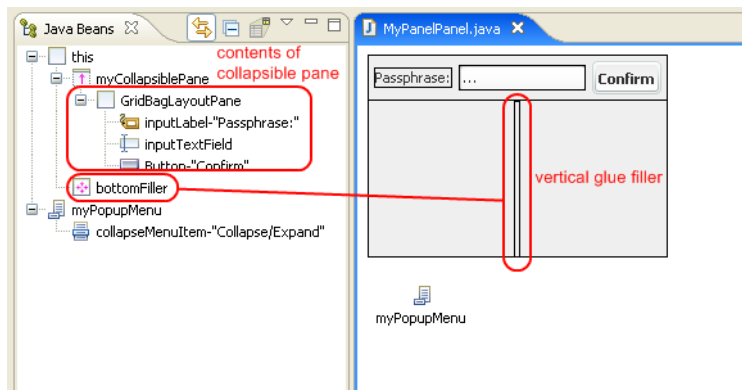 Java Beans
this
contents of
collapsible pane
myCollapsiblePane
GridBagLayoutPane
inputLabel-"Passphrase:"
inputTextField
Button-"Confirm"
bottomFiller
myPopupMenu
collapseMenuItem-"Collapse/Expand"
MyPanelPanel.java
Passphrase: ... Confirm
vertical glue filler
myPopupMenu